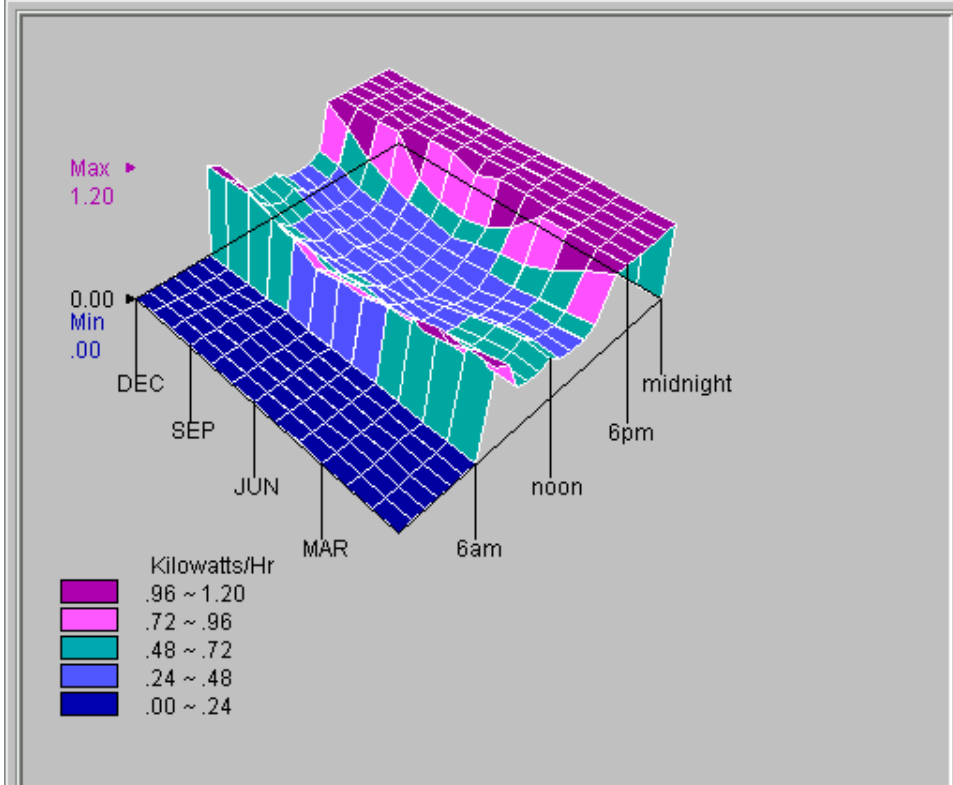 Max ►
1.20
0.00 ►
Min
.00
DEC
SEP
JUN
MAR
6am
noon
6pm
midnight
Kilowatts/Hr
.96 ~ 1.20
.72 ~ .96
.48 ~ .72
.24 ~ .48
.00 ~ .24